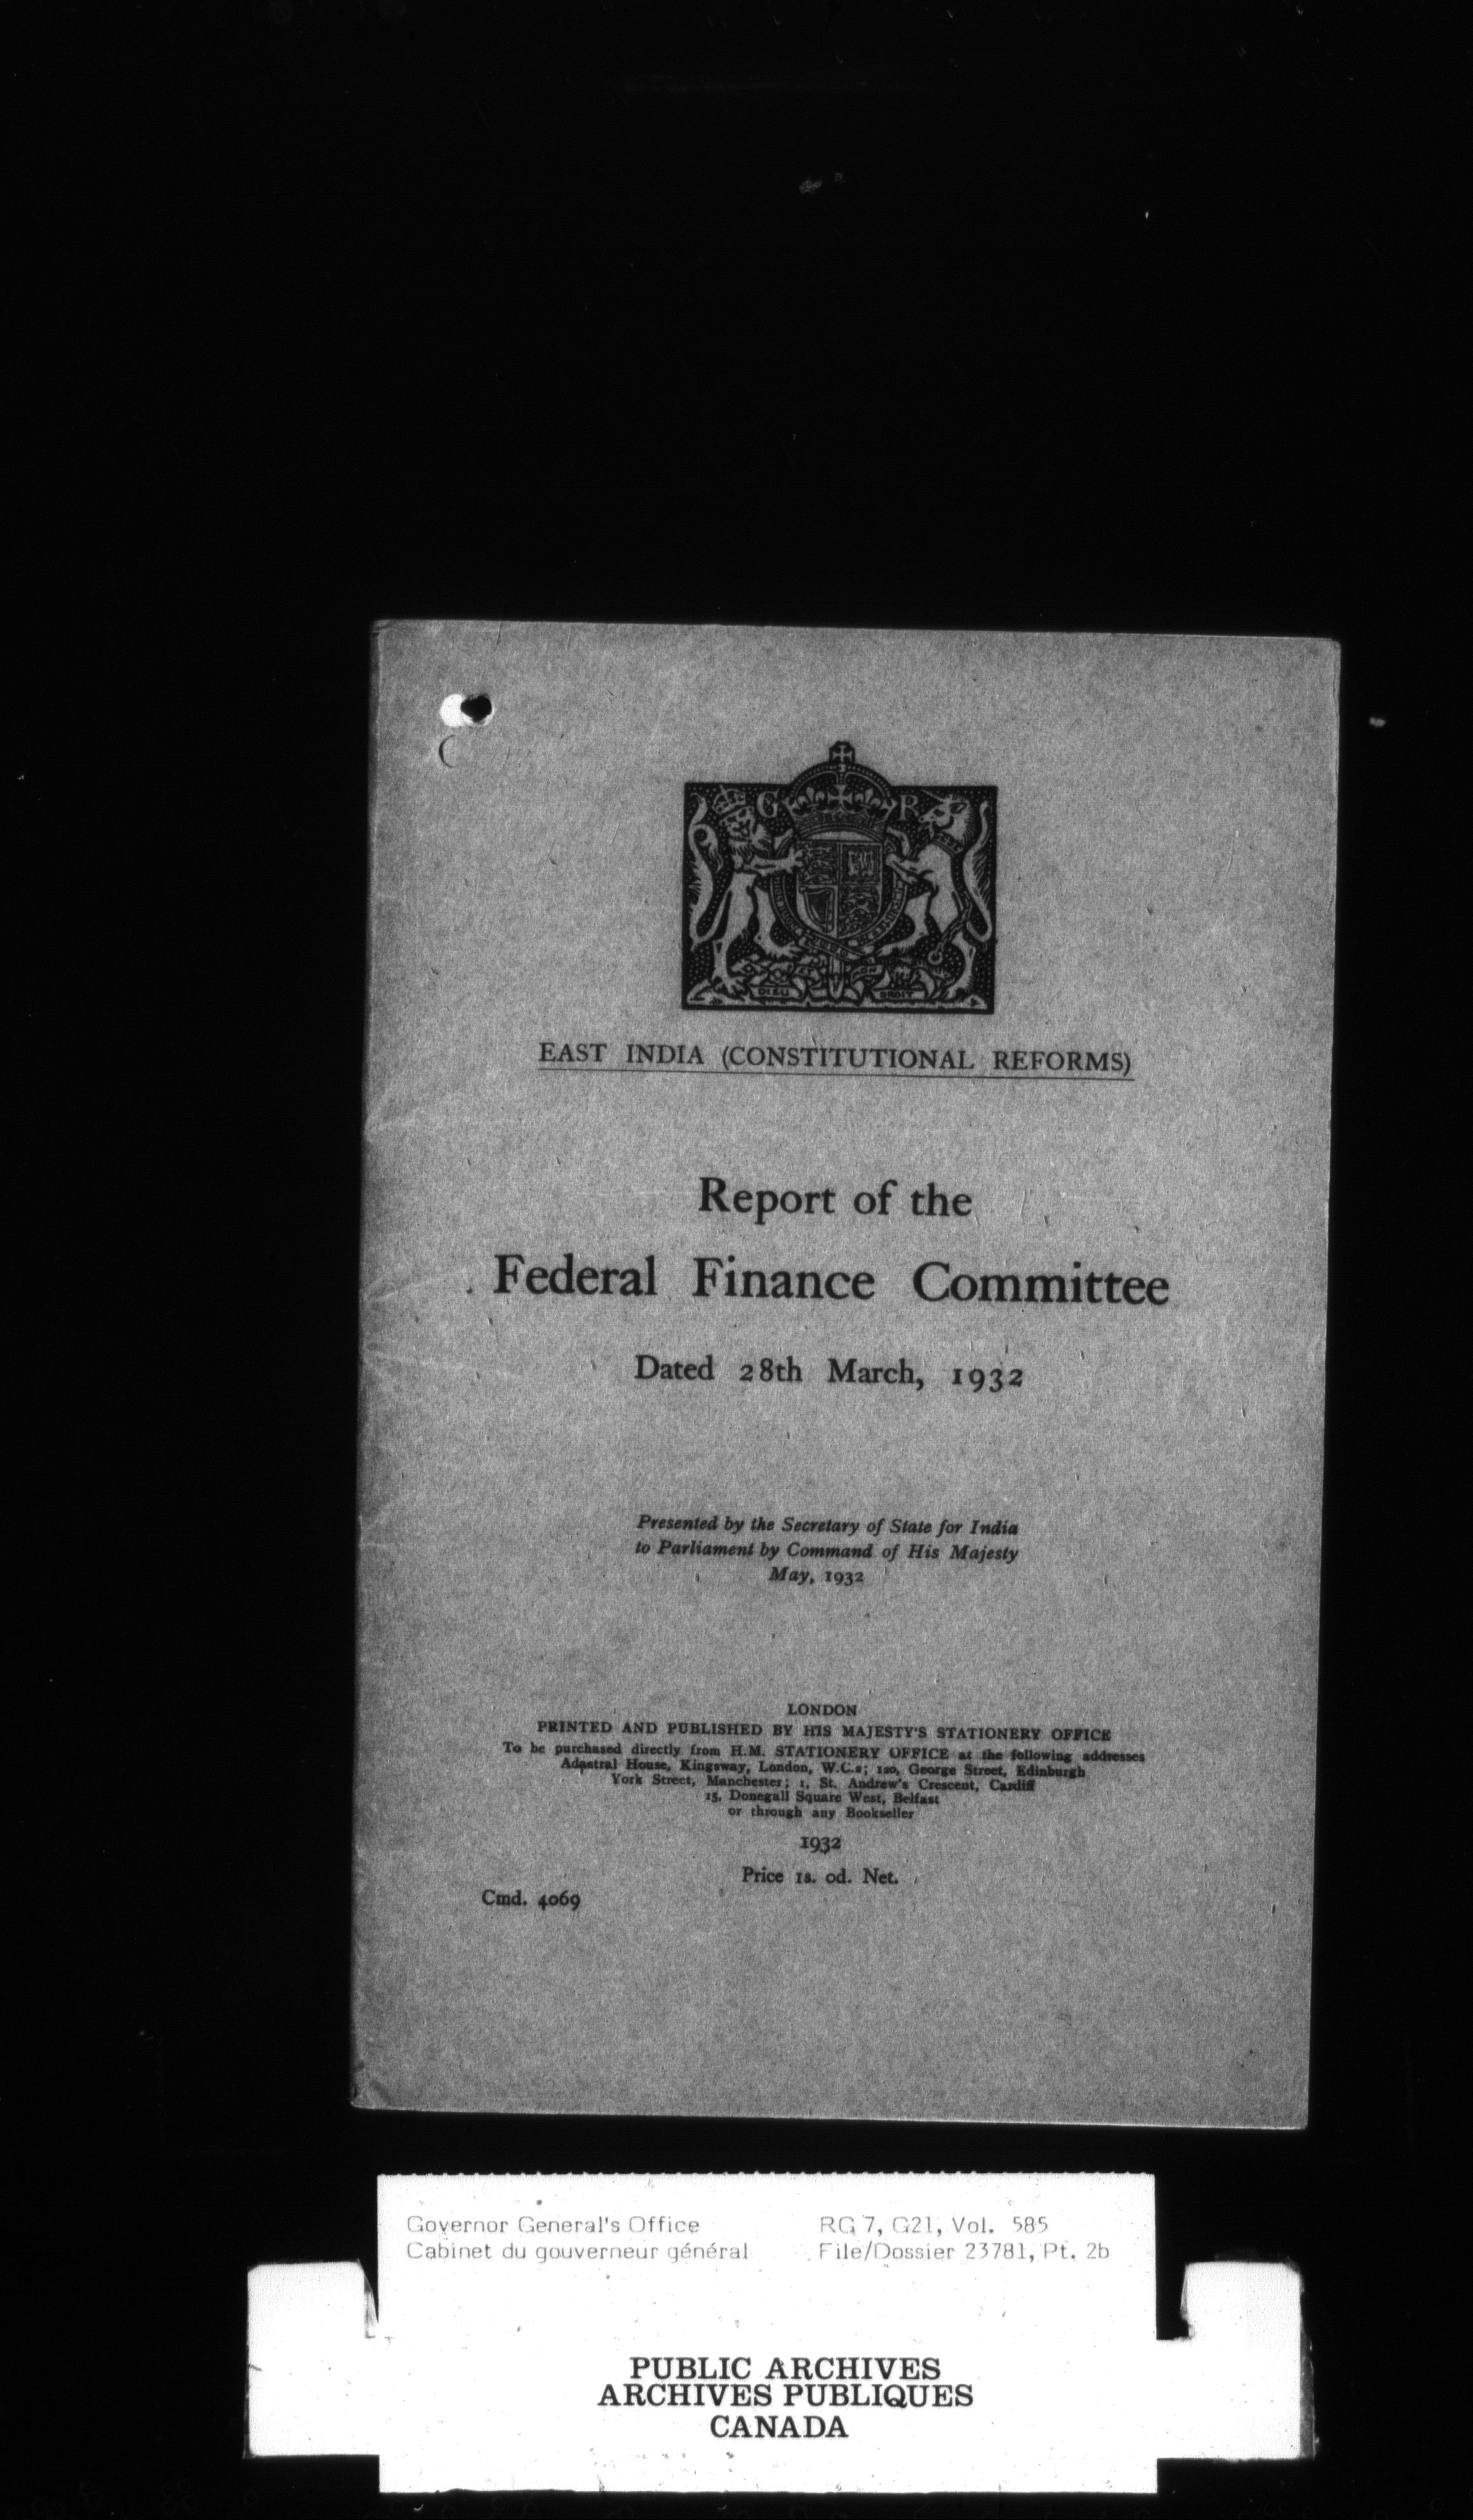 G R
DIEU ET MON DROIT
EAST INDIA (CONSTITUTIONAL REFORMS)
Report of the
Federal Finance Committee
Dated 28th March, 1932
Presented by the Secretary of State for India
to Parliament by Command of His Majesty
May, 1932
LONDON
PRINTED AND PUBLISHED BY HIS MAJESTY'S STATIONERY OFFICE
To be purchased directly from H.M. STATIONERY OFFICE at the following addresses
Adastral House, Kingsway, London, W.C.2; 120, George Street, Edinburgh
York Street, Manchester; 1, St. Andrew's Crescent, Cardiff
15, Donegall Square West, Belfast
or through any Bookseller
1932
Price 1s. 0d. Net.
Cmd. 4069
Governor General's Office RG 7, G21, Vol. 585
Cabinet du gouverneur général File/Dossier 23781, Pt. 2b
PUBLIC ARCHIVES
ARCHIVES PUBLIQUES
CANADA